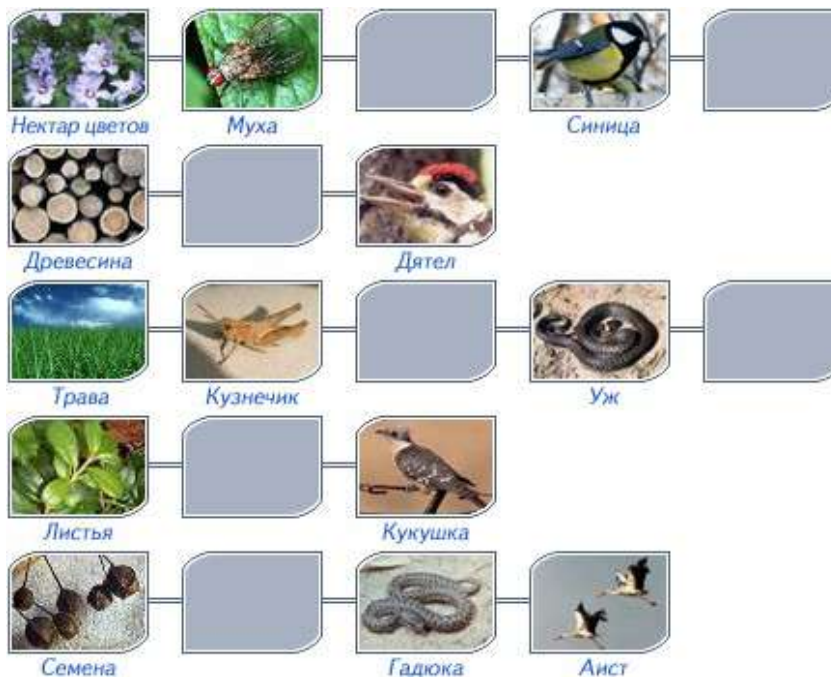 Нектар цветов Муха Синица
Древесина Дятел
Трава Кузнечик Уж
Листья Кукушка
Семена Гадюка Аист